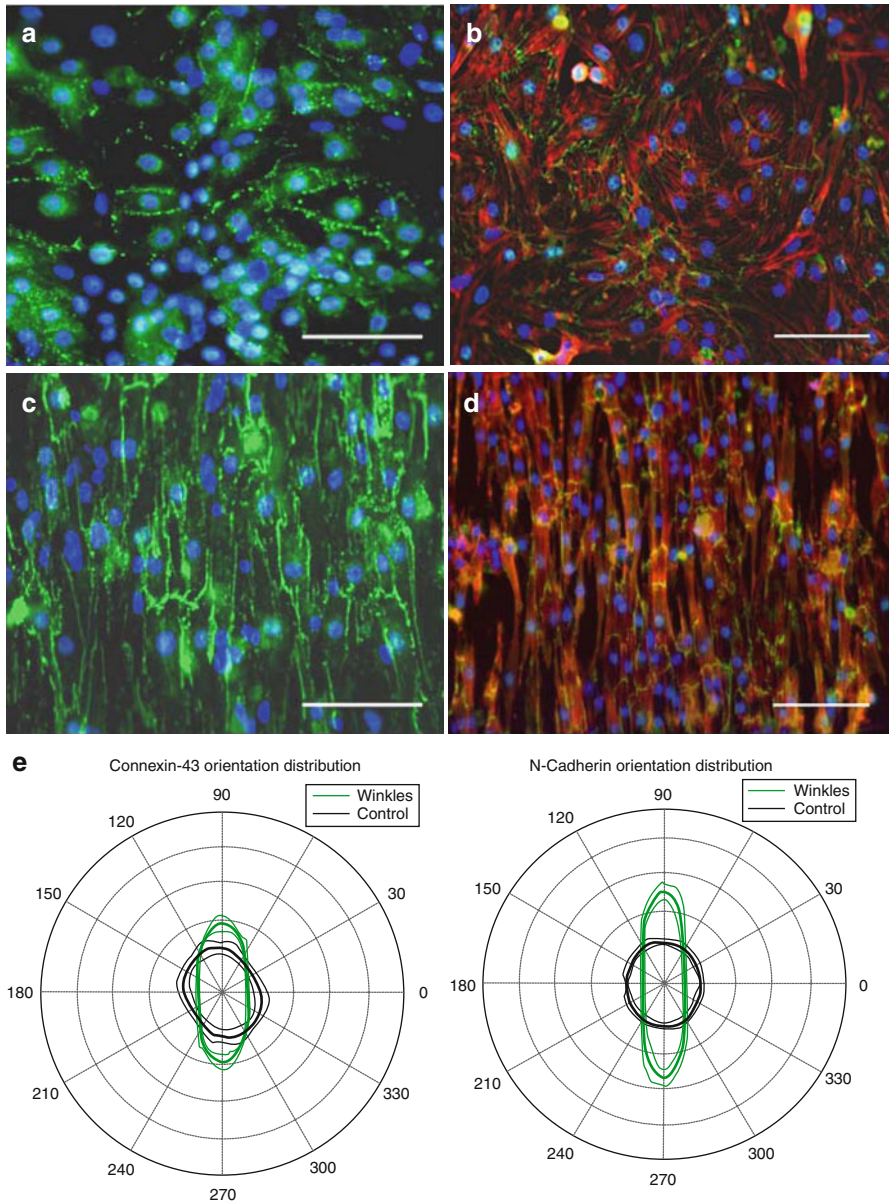 a
b
c
d
e
Connexin-43 orientation distribution
90
Winkles
Control
120
150
30
180
0
210
330
240
300
270
N-Cadherin orientation distribution
90
Winkles
Control
120
150
30
180
0
210
330
240
300
270